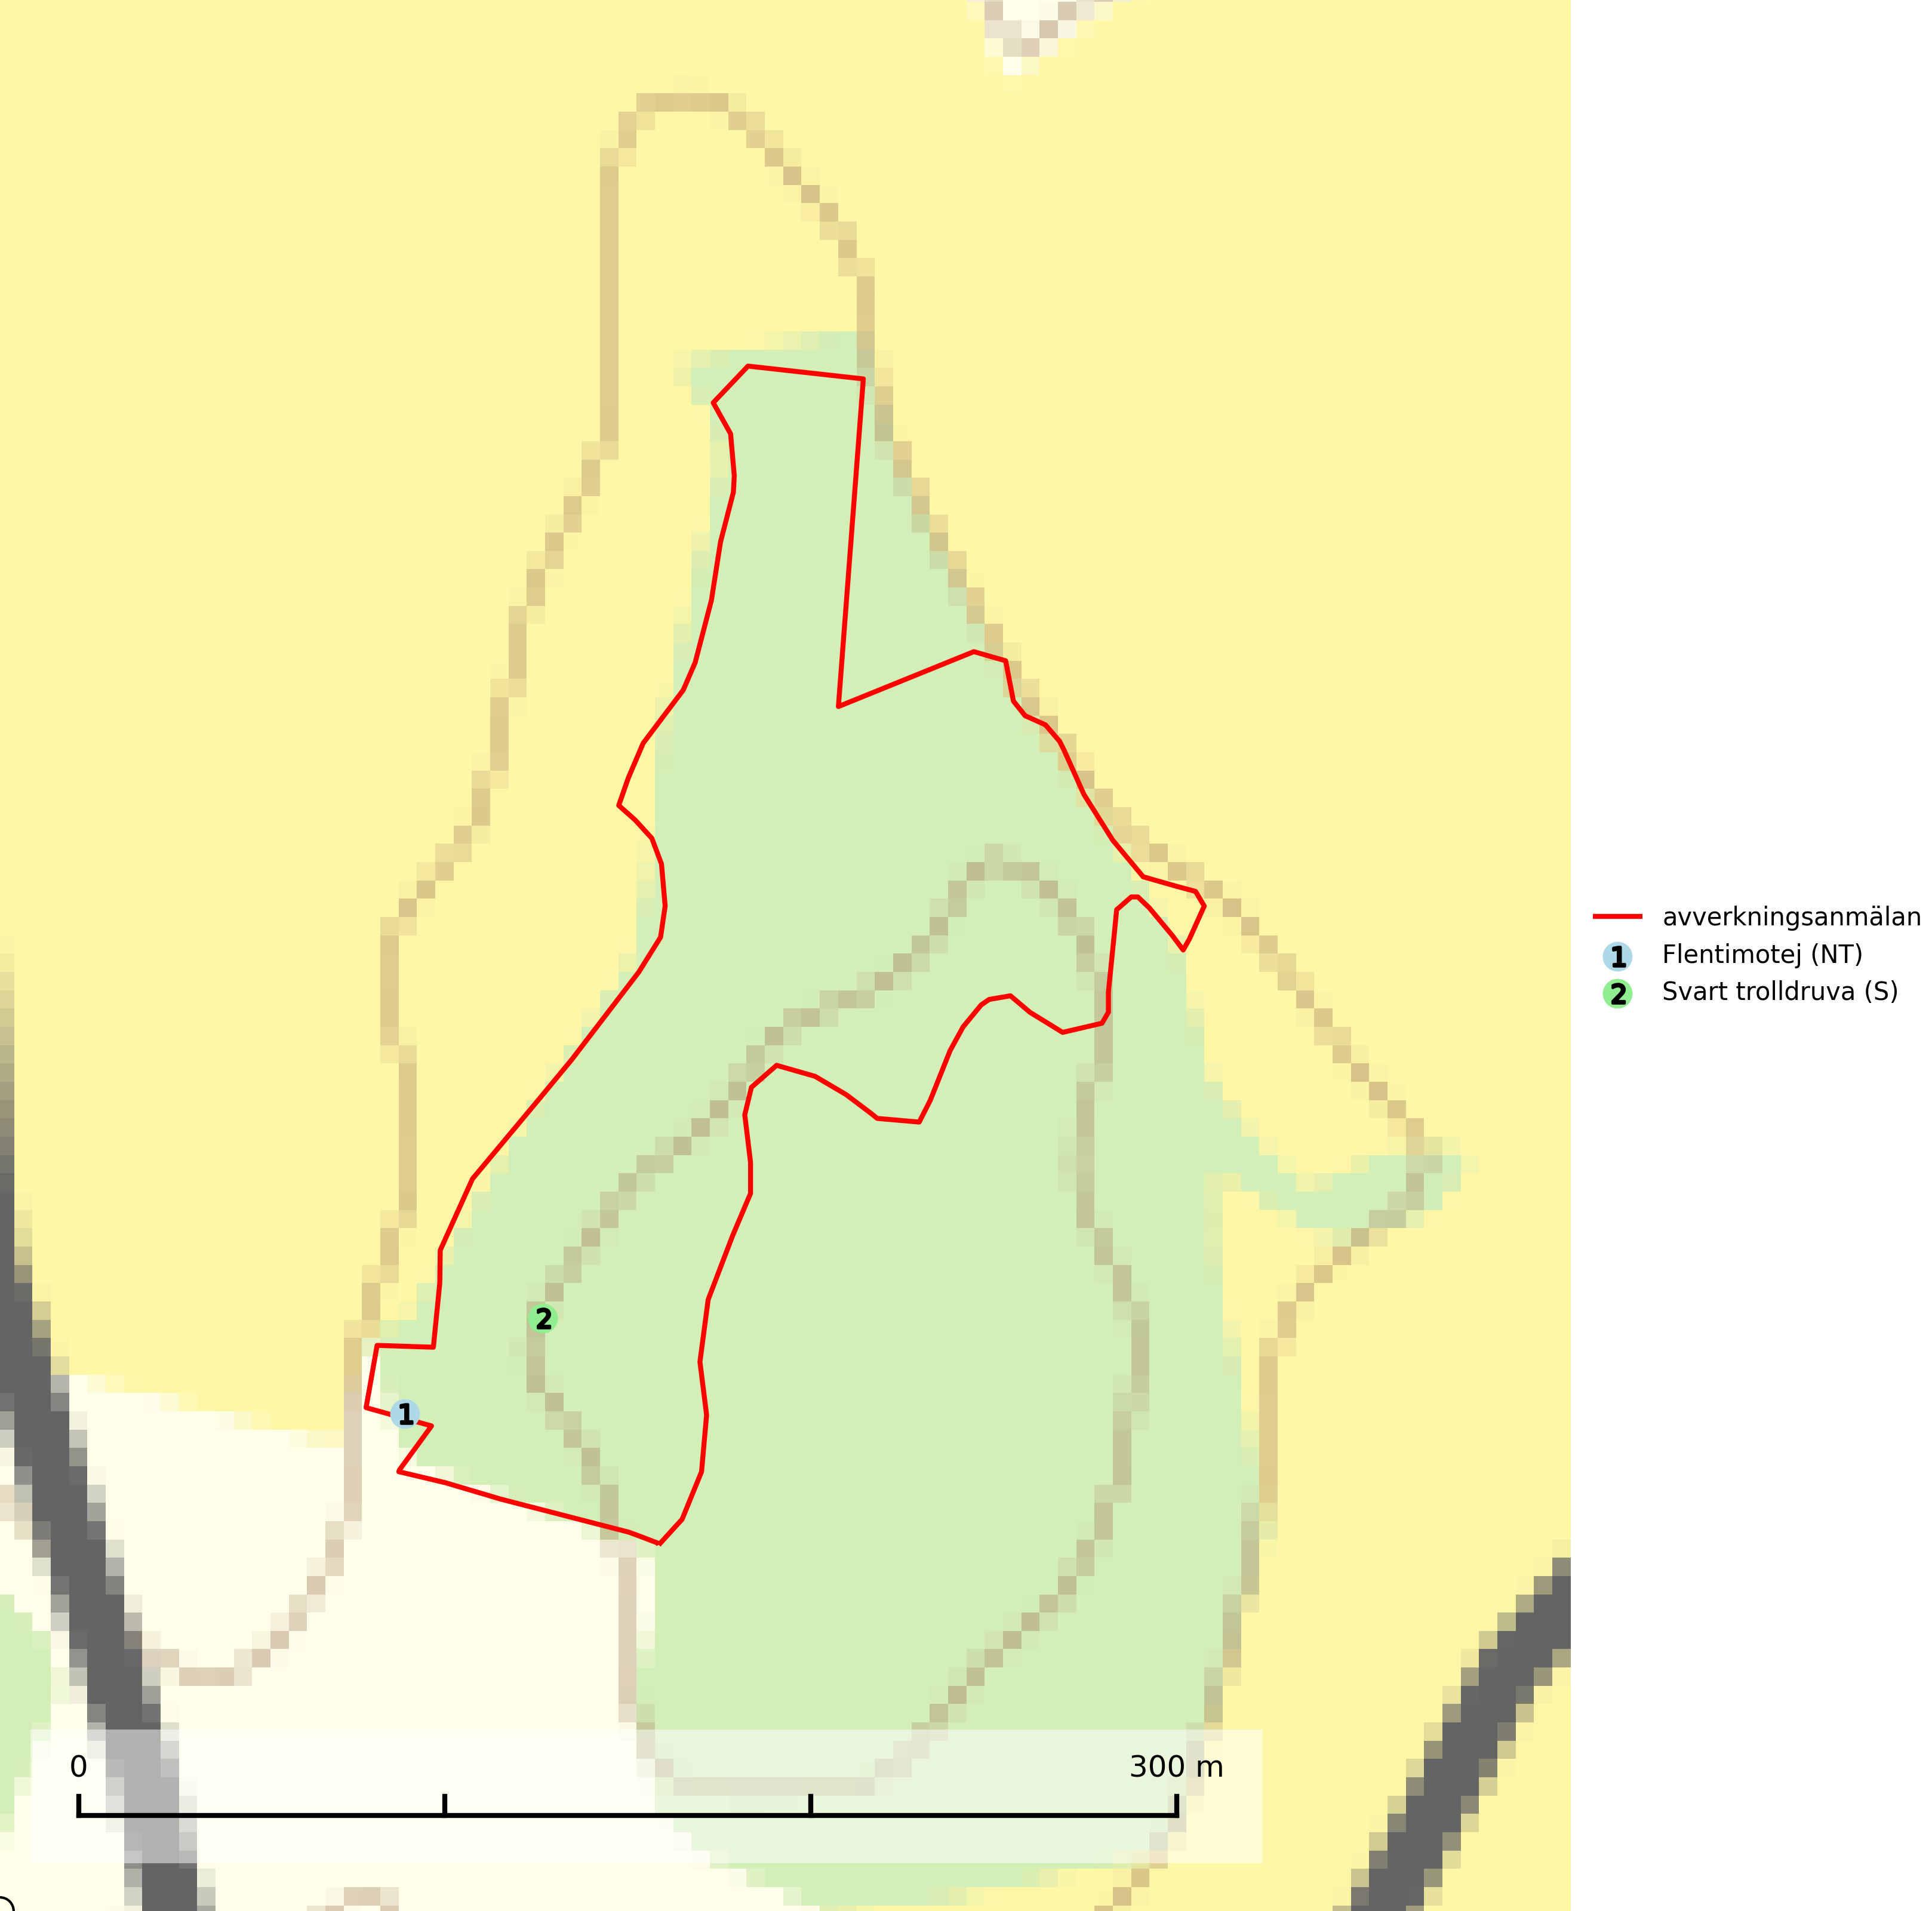 avverkningsanmälan
1 Flentimotej (NT)
2 Svart trolldruva (S)
2
1
0 300 m